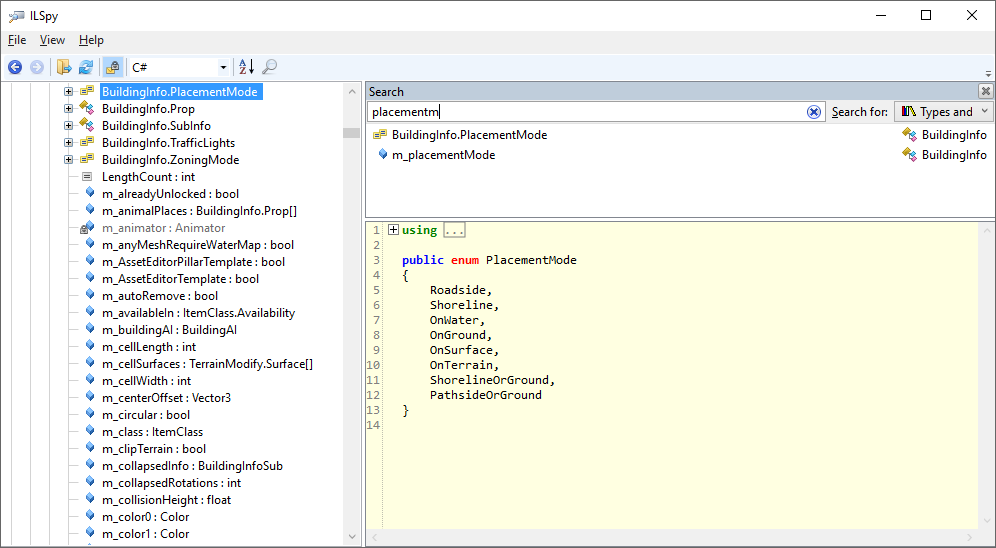 ILSpy
File View Help
C#
BuildingInfo.PlacementMode
BuildingInfo.Prop
BuildingInfo.SubInfo
BuildingInfo.TrafficLights
BuildingInfo.ZoningMode
LengthCount : int
m_alreadyUnlocked : bool
m_animalPlaces : BuildingInfo.Prop[]
m_animator : Animator
m_anyMeshRequireWaterMap : bool
m_AssetEditorPillarTemplate : bool
m_AssetEditorTemplate : bool
m_autoRemove : bool
m_availableIn : ItemClass.Availability
m_buildingAI : BuildingAI
m_cellLength : int
m_cellSurfaces : TerrainModify.Surface[]
m_cellWidth : int
m_centerOffset : Vector3
m_circular : bool
m_class : ItemClass
m_clipTerrain : bool
m_collapsedInfo : BuildingInfoSub
m_collapsedRotations : int
m_collisionHeight : float
m_color0 : Color
m_color1 : Color
Search
placementm Search for: Types and
BuildingInfo.PlacementMode BuildingInfo
m_placementMode BuildingInfo
1 using ...
2
3 public enum PlacementMode
4 {
5 Roadside,
6 Shoreline,
7 OnWater,
8 OnGround,
9 OnSurface,
10 OnTerrain,
11 ShorelineOrGround,
12 PathsideOrGround
13 }
14